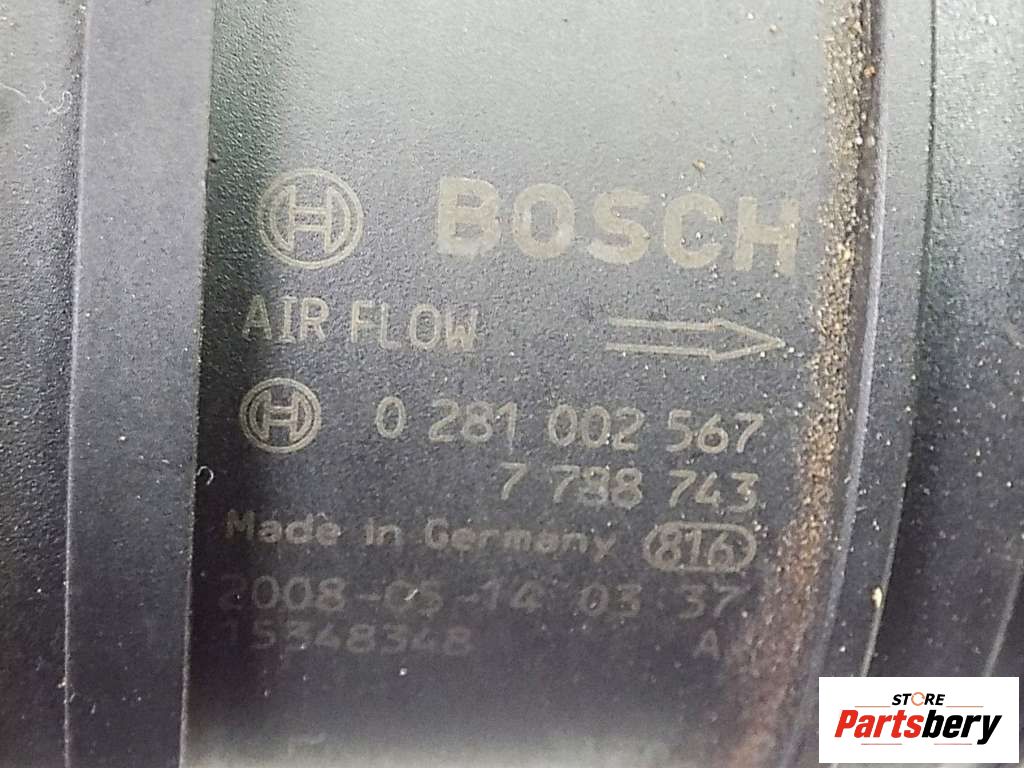 BOSCH
AIR FLOW
0 281 002 567
7 788 743
Made in Germany 816
2008-05-14 03:37
15348348 A
STORE
Partsbery